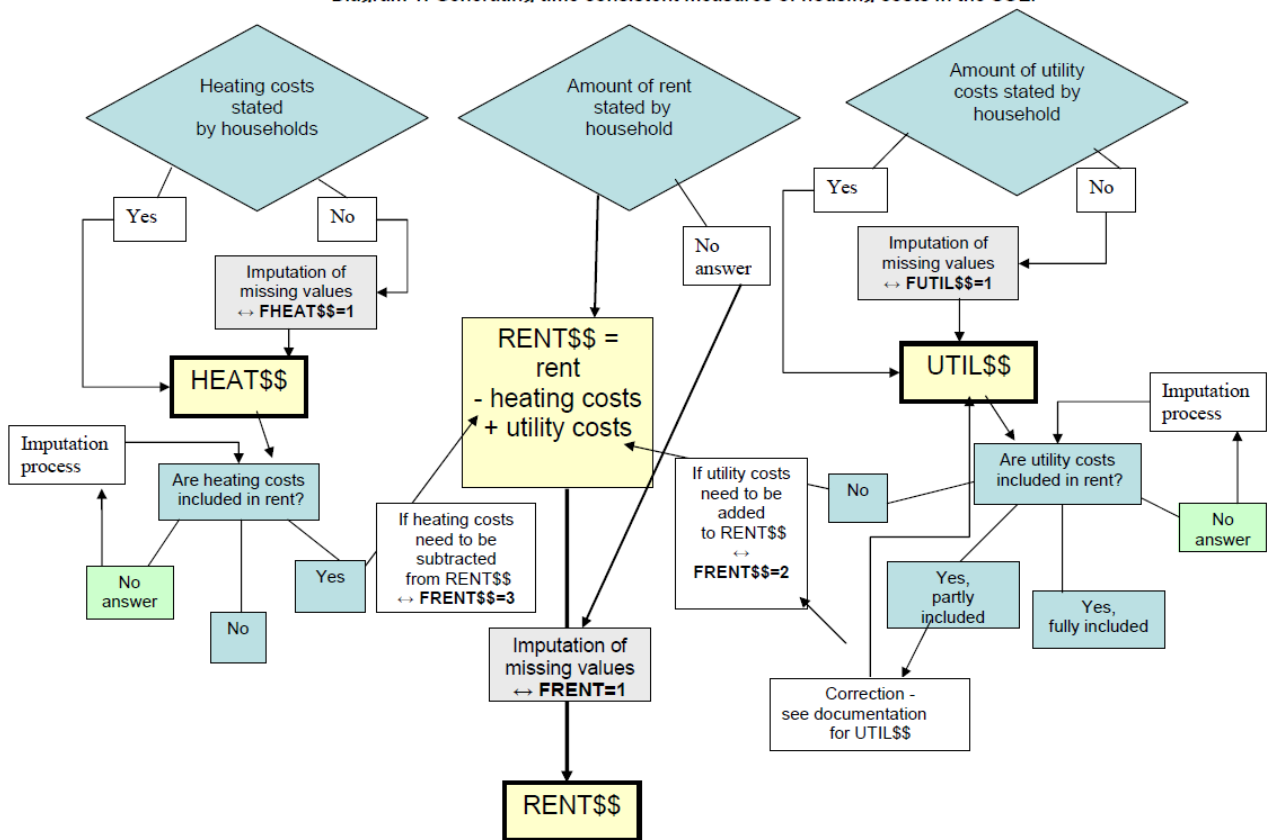 Heating costs
stated
by households
Amount of rent
stated by
household
Amount of utility
costs stated by
household
Yes
No
No
answer
Yes
No
Imputation of
missing values
↔ FHEAT$$=1
Imputation of
missing values
↔ FUTIL$$=1
HEAT$$
RENT$$ =
rent
- heating costs
+ utility costs
UTIL$$
Imputation
process
Are heating costs
included in rent?
No
answer
No
Yes
If heating costs
need to be
subtracted
from RENT$$
↔ FRENT$$=3
If utility costs
need to be
added
to RENT$$
↔
FRENT$$=2
No
Are utility costs
included in rent?
Imputation
process
No
answer
Yes,
partly
included
Yes,
fully included
Imputation of
missing values
↔ FRENT=1
Correction -
see documentation
for UTIL$$
RENT$$